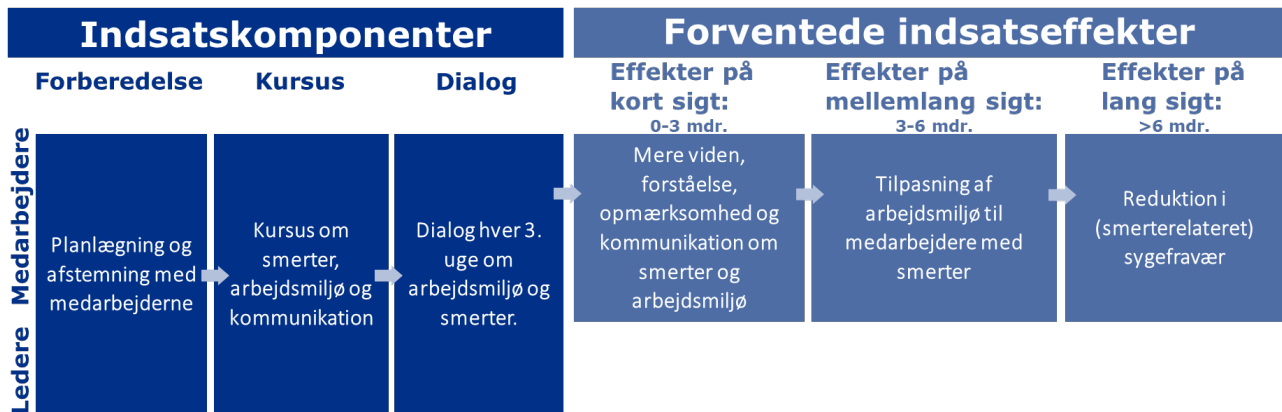 Indsatskomponenter
Forberedelse
Kursus
Dialog
Medarbejdere
Ledere
Planlægning og
afstemning med
medarbejderne
Kursus om
smerter,
arbejdsmiljø og
kommunikation
Dialog hver 3.
uge om
arbejdsmiljø og
smerter.
Forventede indsatseffekter
Effekter på
kort sigt:
0-3 mdr.
Effekter på
mellemlang sigt:
3-6 mdr.
Effekter på
lang sigt:
>6 mdr.
Mere viden,
forståelse,
opmærksomhed og
kommunikation om
smerter og
arbejdsmiljø
Tilpasning af
arbejdsmiljø til
medarbejdere med
smerter
Reduktion i
(smerterelateret)
sygefravær